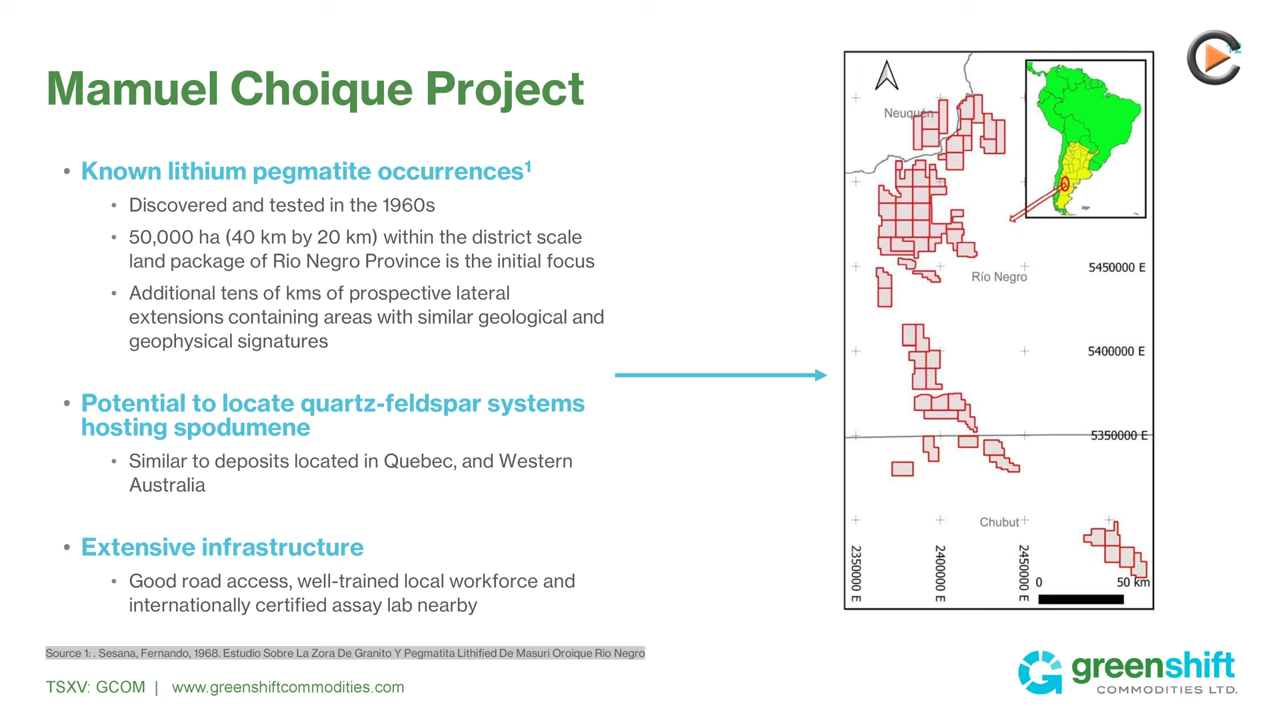 Mamuel Choique Project
• Known lithium pegmatite occurrences¹
• Discovered and tested in the 1960s
• 50,000 ha (40 km by 20 km) within the district scale
land package of Rio Negro Province is the initial focus
• Additional tens of kms of prospective lateral
extensions containing areas with similar geological and
geophysical signatures
• Potential to locate quartz-feldspar systems
hosting spodumene
• Similar to deposits located in Quebec, and Western
Australia
• Extensive infrastructure
• Good road access, well-trained local workforce and
internationally certified assay lab nearby
Source 1: . Sesana, Fernando, 1968. Estudio Sobre La Zora De Granito Y Pegmatita Lithified De Masuri Oroique Rio Negro
TSXV: GCOM | www.greenshiftcommodities.com
Neuquén
Río Negro
5450000 E
5400000 E
5350000 E
Chubut
2350000 E
2400000 E
2450000 E
0 50 km
greenshift
COMMODITIES LTD.